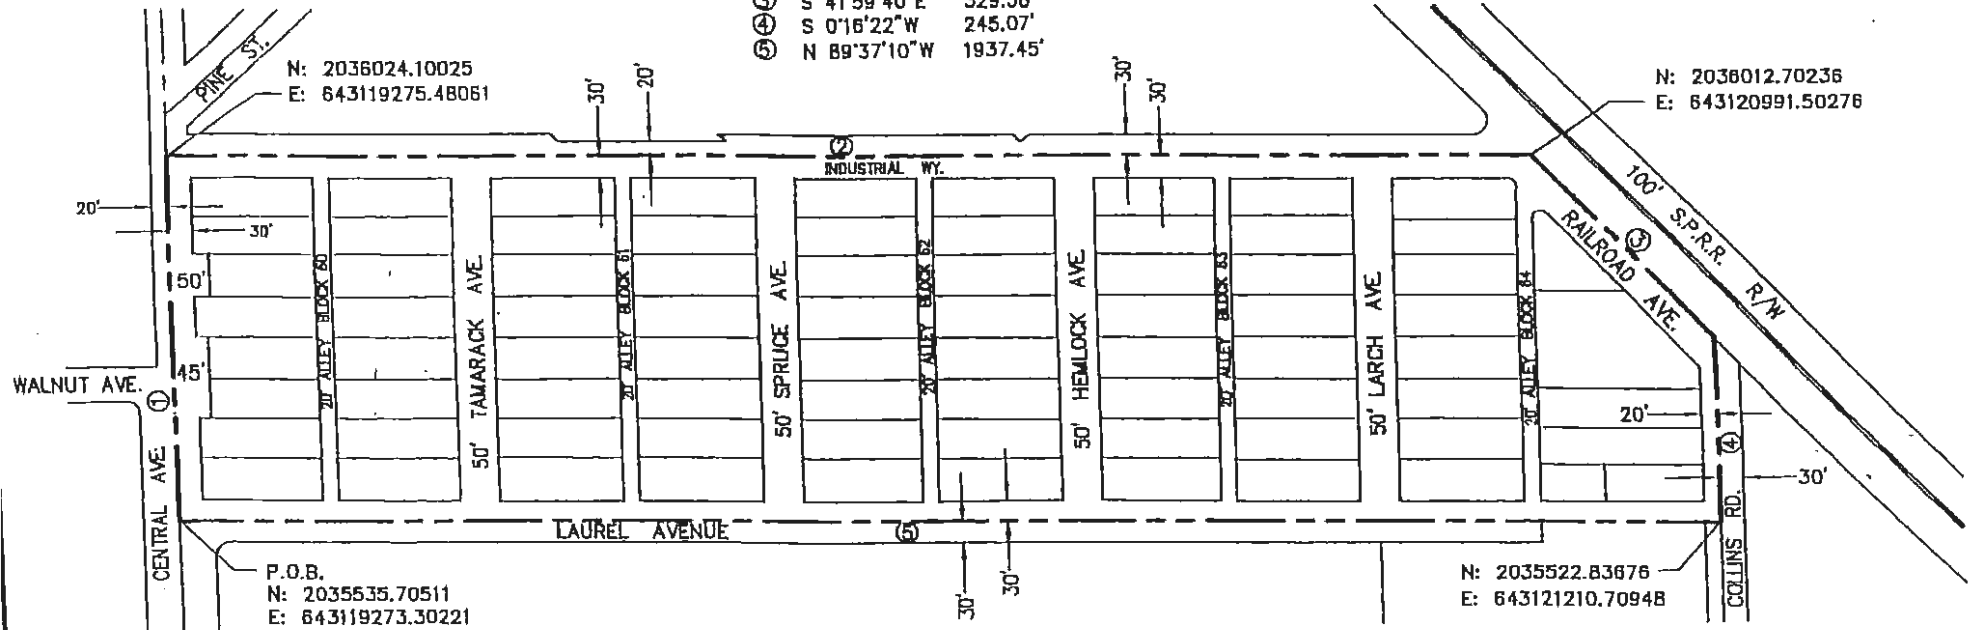 ④ S 0°16'22"W 245.07'
⑤ N 89°37'10"W 1937.45'
PINE ST.
N: 2036024.10025
E: 643119275.48061
30'
20'
30'
30'
N: 2036012.70236
E: 643120991.50276
②
INDUSTRIAL WY.
100' S.P.R.R. R/W
20'
30'
③
RAILROAD AVE.
50'
45'
20' ALLEY BLOCK 60
50' TAMARACK AVE.
20' ALLEY BLOCK 61
50' SPRUCE AVE.
20' ALLEY BLOCK 62
50' HEMLOCK AVE.
20' ALLEY BLOCK 63
50' LARCH AVE.
20' ALLEY BLOCK 64
WALNUT AVE.
①
20'
④
30'
CENTRAL AVE.
LAUREL AVENUE
⑤
COLLINS RD.
P.O.B.
N: 2035535.70511
E: 643119273.30221
30'
30'
N: 2035522.83676
E: 643121210.70948